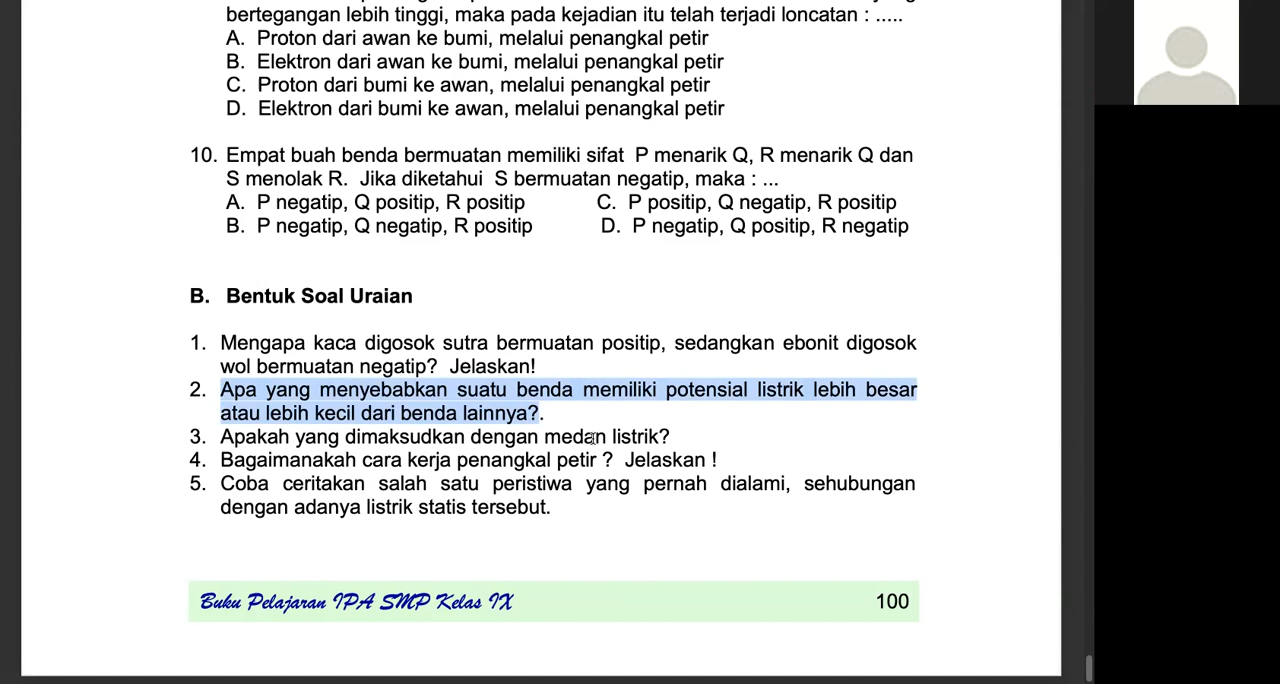 bertegangan lebih tinggi, maka pada kejadian itu telah terjadi loncatan : .....
A. Proton dari awan ke bumi, melalui penangkal petir
B. Elektron dari awan ke bumi, melalui penangkal petir
C. Proton dari bumi ke awan, melalui penangkal petir
D. Elektron dari bumi ke awan, melalui penangkal petir
10. Empat buah benda bermuatan memiliki sifat P menarik Q, R menarik Q dan
S menolak R. Jika diketahui S bermuatan negatip, maka : ...
A. P negatip, Q positip, R positip C. P positip, Q negatip, R positip
B. P negatip, Q negatip, R positip D. P negatip, Q positip, R negatip
B. Bentuk Soal Uraian
1. Mengapa kaca digosok sutra bermuatan positip, sedangkan ebonit digosok
wol bermuatan negatip? Jelaskan!
2. Apa yang menyebabkan suatu benda memiliki potensial listrik lebih besar
atau lebih kecil dari benda lainnya?.
3. Apakah yang dimaksudkan dengan medan listrik?
4. Bagaimanakah cara kerja penangkal petir ? Jelaskan !
5. Coba ceritakan salah satu peristiwa yang pernah dialami, sehubungan
dengan adanya listrik statis tersebut.
Buku Pelajaran IPA SMP Kelas IX 100